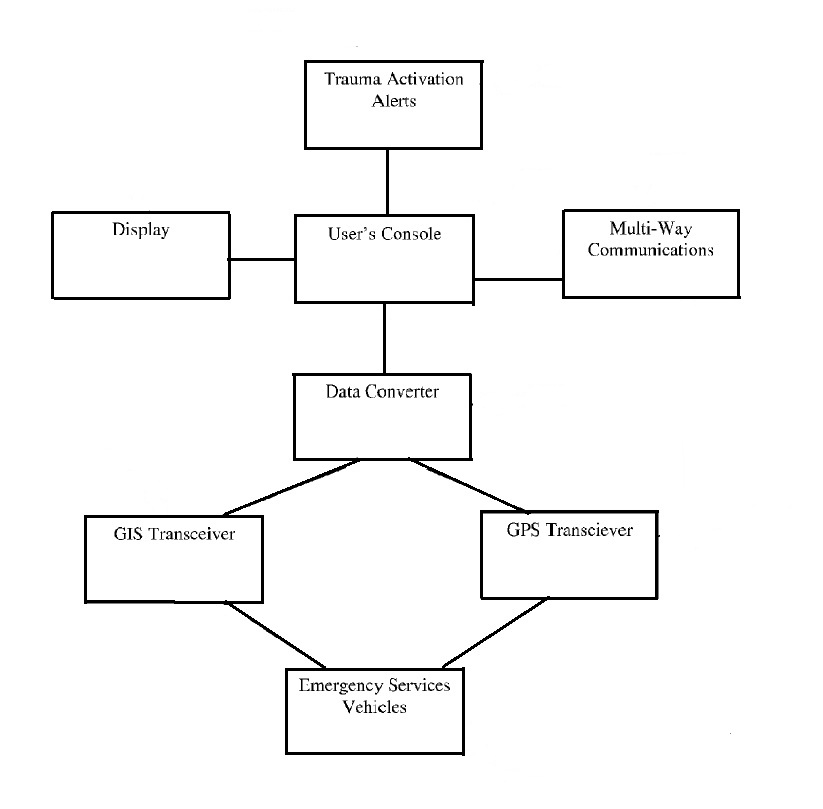 Trauma Activation
Alerts
Display
User's Console
Multi-Way
Communications
Data Converter
GIS Transceiver
GPS Transciever
Emergency Services
Vehicles